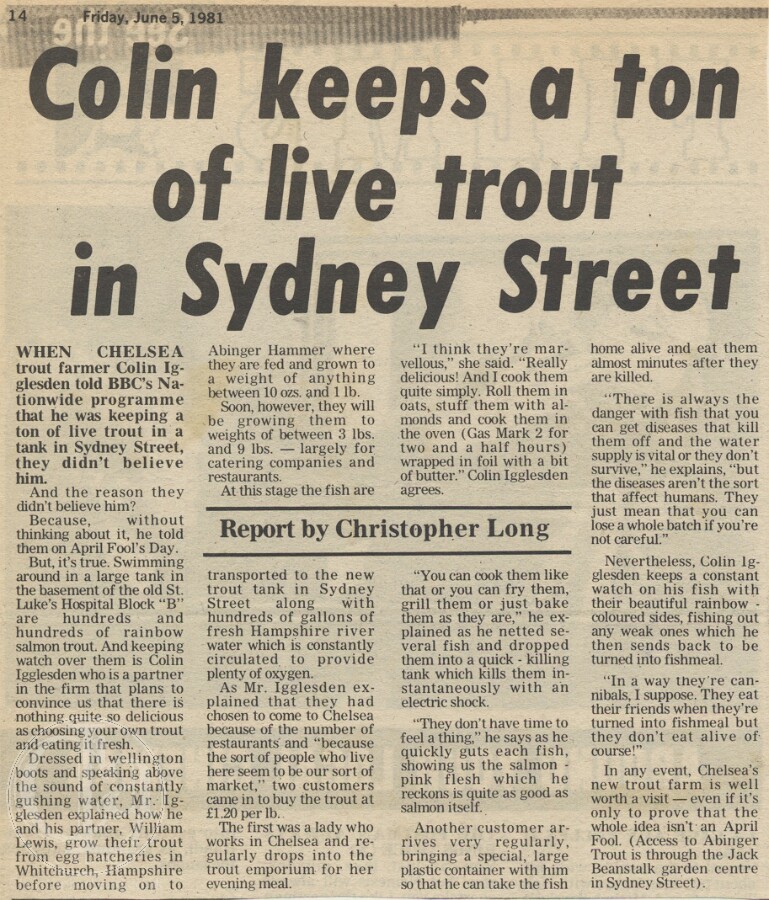 14
Friday, June 5, 1981
Colin keeps a ton
of live trout
in Sydney Street
WHEN CHELSEA
trout farmer Colin Ig-
glesden told BBC's Na-
tionwide programme
that he was keeping a
ton of live trout in a
tank in Sydney Street,
they didn't believe
him.
And the reason they
didn't believe him?
Because, without
thinking about it, he told
them on April Fool's Day.
But, it's true. Swimming
around in a large tank in
the basement of the old St.
Luke's Hospital Block "B"
are hundreds and
hundreds of rainbow
salmon trout. And keeping
watch over them is Colin
Igglesden who is a partner
in the firm that plans to
convince us that there is
nothing quite so delicious
as choosing your own trout
and eating it fresh.
Dressed in wellington
boots and speaking above
the sound of constantly
gushing water, Mr. Ig-
glesden explained how he
and his partner, William
Lewis, grow their trout
from egg hatcheries in
Whitchurch, Hampshire
before moving on to
Abinger Hammer where
they are fed and grown to
a weight of anything
between 10 ozs. and 1 lb.
Soon, however, they will
be growing them to
weights of between 3 lbs.
and 9 lbs. — largely for
catering companies and
restaurants.
At this stage the fish are
Report by Christopher Long
transported to the new
trout tank in Sydney
Street along with
hundreds of gallons of
fresh Hampshire river
water which is constantly
circulated to provide
plenty of oxygen.
As Mr. Igglesden ex-
plained that they had
chosen to come to Chelsea
because of the number of
restaurants and "because
the sort of people who live
here seem to be our sort of
market," two customers
came in to buy the trout at
£1.20 per lb.
The first was a lady who
works in Chelsea and re-
gularly drops into the
trout emporium for her
evening meal.
"I think they're mar-
vellous," she said. "Really
delicious! And I cook them
quite simply. Roll them in
oats, stuff them with al-
monds and cook them in
the oven (Gas Mark 2 for
two and a half hours)
wrapped in foil with a bit
of butter." Colin Igglesden
agrees.
"You can cook them like
that or you can fry them,
grill them or just bake
them as they are," he ex-
plained as he netted se-
veral fish and dropped
them into a quick - killing
tank which kills them in-
stantaneously with an
electric shock.
"They don't have time to
feel a thing," he says as he
quickly guts each fish,
showing us the salmon -
pink flesh which he
reckons is quite as good as
salmon itself.
Another customer ar-
rives very regularly,
bringing a special, large
plastic container with him
so that he can take the fish
home alive and eat them
almost minutes after they
are killed.
"There is always the
danger with fish that you
can get diseases that kill
them off and the water
supply is vital or they don't
survive," he explains, "but
the diseases aren't the sort
that affect humans. They
just mean that you can
lose a whole batch if you're
not careful."
Nevertheless, Colin Ig-
glesden keeps a constant
watch on his fish with
their beautiful rainbow -
coloured sides, fishing out
any weak ones which he
then sends back to be
turned into fishmeal.
"In a way they're can-
nibals, I suppose. They eat
their friends when they're
turned into fishmeal but
they don't eat alive of
course!"
In any event, Chelsea's
new trout farm is well
worth a visit — even if it's
only to prove that the
whole idea isn't an April
Fool. (Access to Abinger
Trout is through the Jack
Beanstalk garden centre
in Sydney Street).